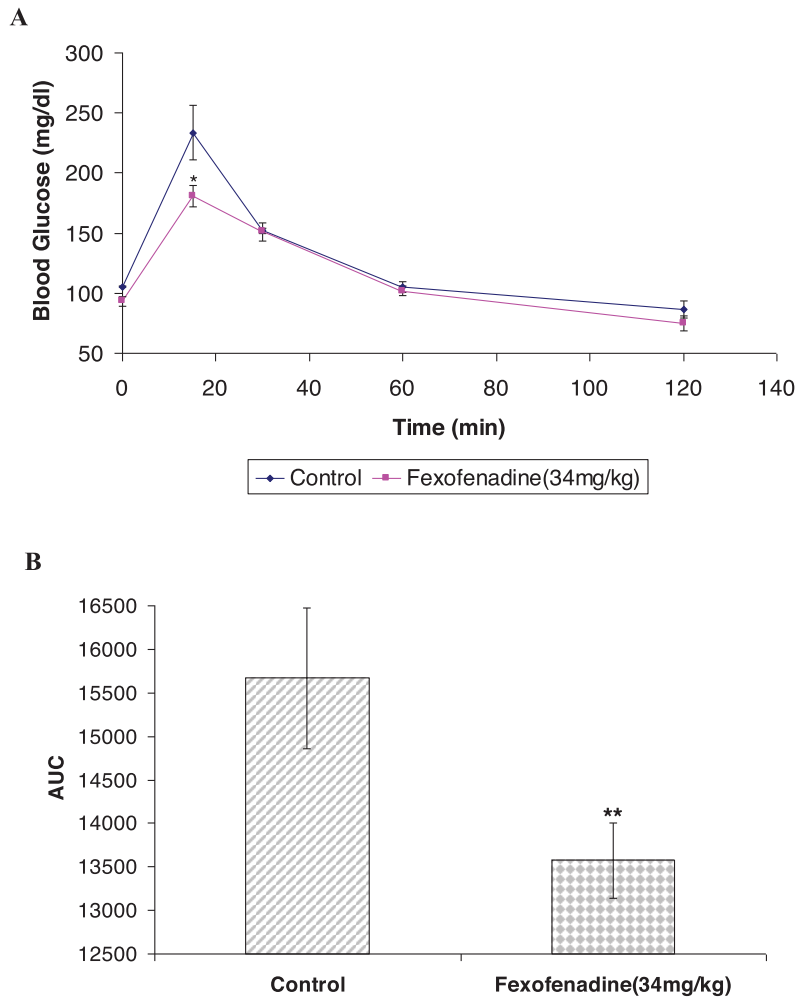 A
300
250
200
150
100
50
Blood Glucose (mg/dl)
*
0 20 40 60 80 100 120 140
Time (min)
Control Fexofenadine(34mg/kg)
B
16500
16000
15500
15000
14500
14000
13500
13000
12500
AUC
**
Control Fexofenadine(34mg/kg)